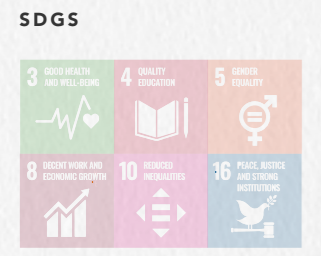 SDGS
3 GOOD HEALTH
AND WELL-BEING
4 QUALITY
EDUCATION
5 GENDER
EQUALITY
8 DECENT WORK AND
ECONOMIC GROWTH
10 REDUCED
INEQUALITIES
16 PEACE, JUSTICE
AND STRONG
INSTITUTIONS